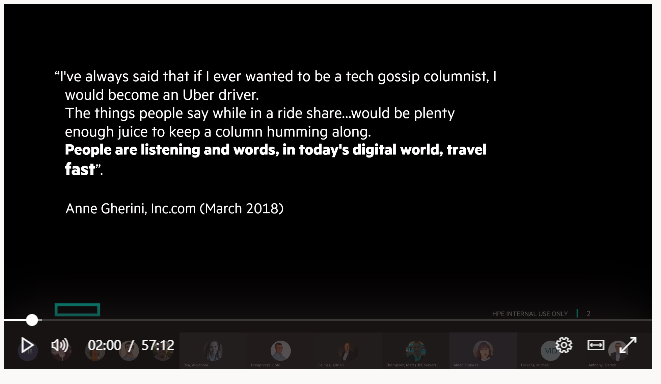 “I've always said that if I ever wanted to be a tech gossip columnist, I
would become an Uber driver.
The things people say while in a ride share...would be plenty
enough juice to keep a column humming along.
People are listening and words, in today's digital world, travel
fast”.
Anne Gherini, Inc.com (March 2018)
HPE INTERNAL USE ONLY | 2
02:00 / 57:12